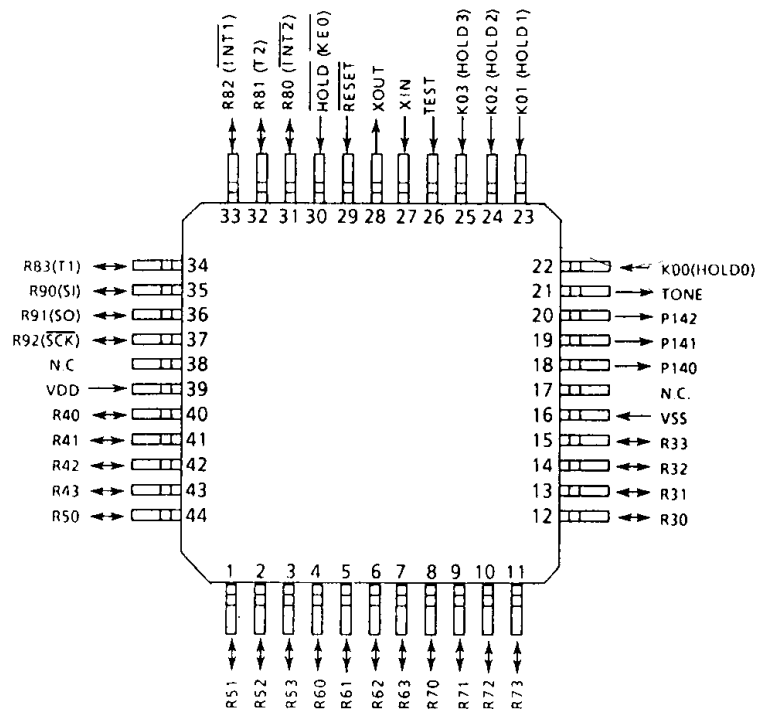 R82 (INT1)
R81 (T2)
R80 (INT2)
HOLD (KE0)
RESET
XOUT
XIN
TEST
K03 (HOLD3)
K02 (HOLD2)
K01 (HOLD1)
33 32 31 30 29 28 27 26 25 24 23
R83(T1) 34
R90(SI) 35
R91(SO) 36
R92(SCK) 37
N.C 38
VDD 39
R40 40
R41 41
R42 42
R43 43
R50 44
22 K00(HOLD0)
21 TONE
20 P142
19 P141
18 P140
17 N.C.
16 VSS
15 R33
14 R32
13 R31
12 R30
1 2 3 4 5 6 7 8 9 10 11
R51
R52
R53
R60
R61
R62
R63
R70
R71
R72
R73